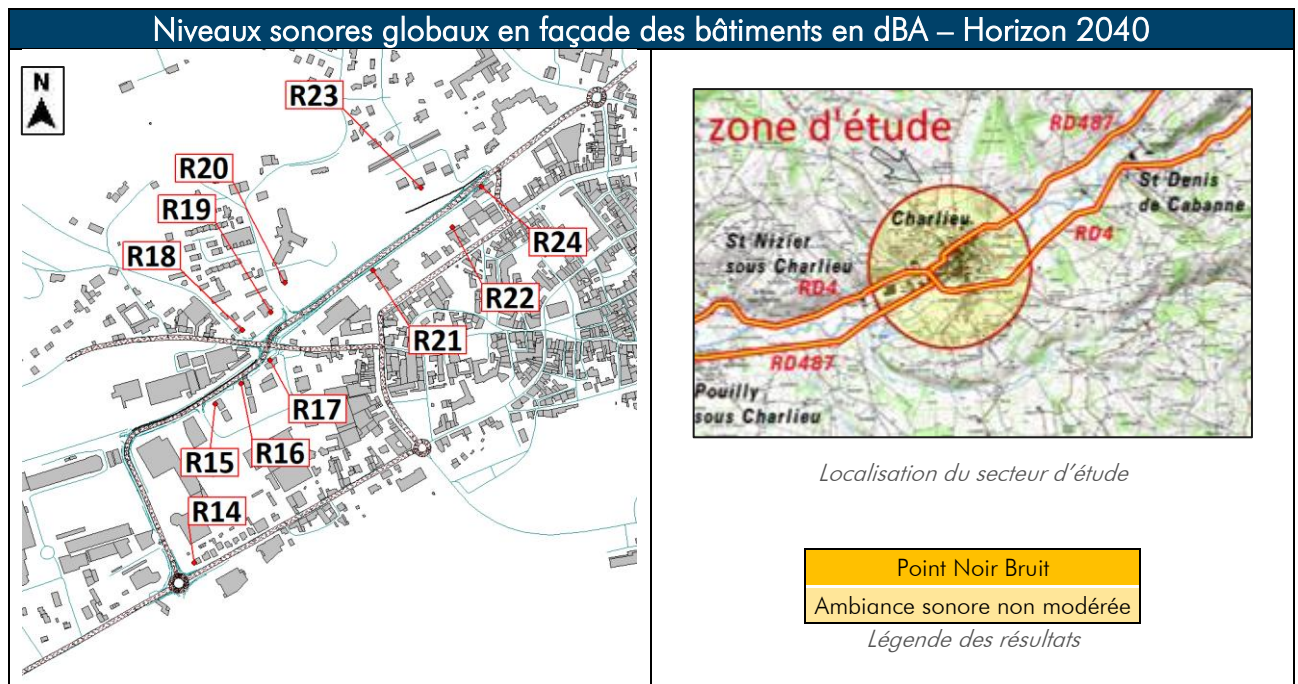 Niveaux sonores globaux en façade des bâtiments en dBA – Horizon 2040
N
R23
R20
R19
R18
R24
R22
R21
R17
R16
R15
R14
zone d'étude
RD487
St Denis
de Cabanne
Charlieu
RD4
St Nizier
sous Charlieu
RD4
RD487
Pouilly
sous Charlieu
Localisation du secteur d'étude
Point Noir Bruit
Ambiance sonore non modérée
Légende des résultats